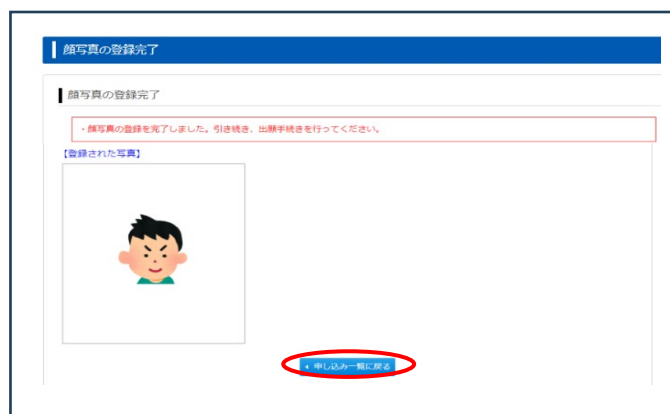 顔写真の登録完了
顔写真の登録完了
・顔写真の登録を完了しました。引き続き、出願手続きを行ってください。
【登録された写真】
申し込み一覧に戻る